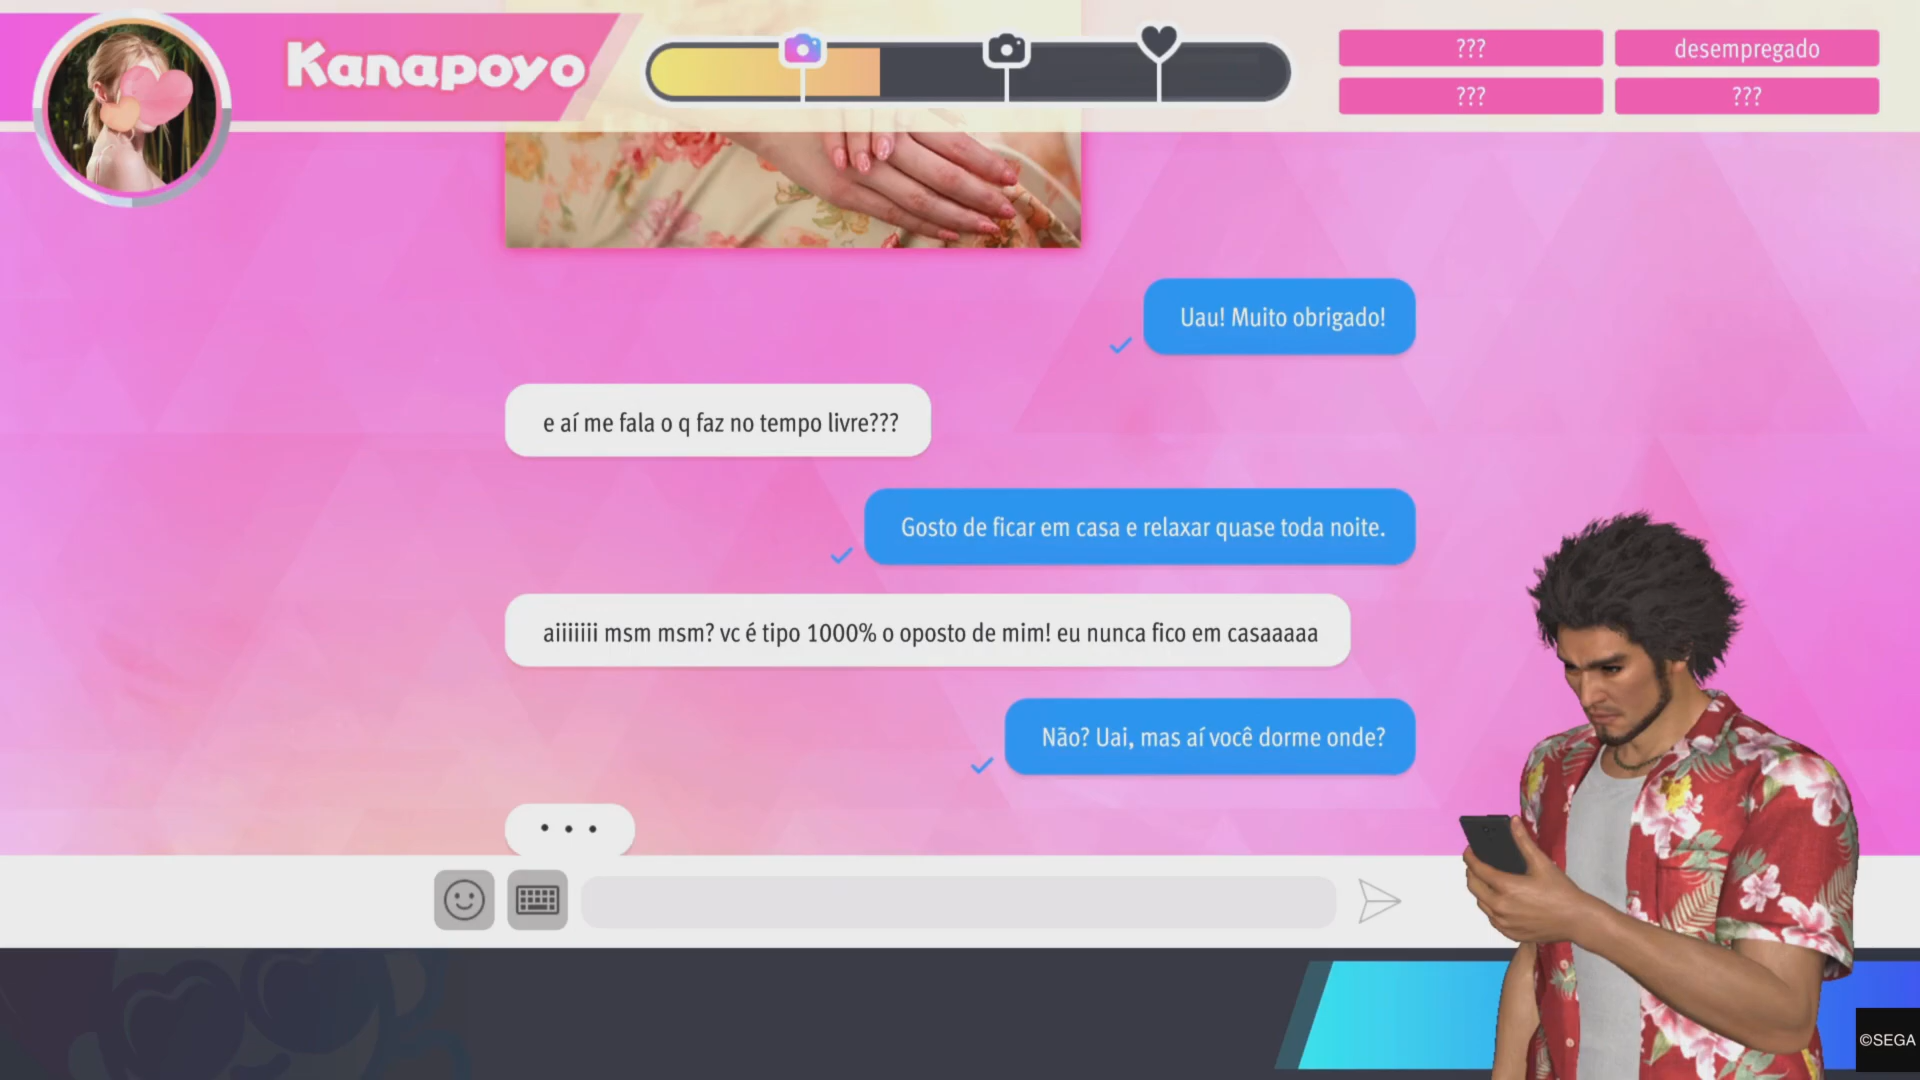 Kanapoyo
???
desempregado
???
???
Uau! Muito obrigado!
e aí me fala o q faz no tempo livre???
Gosto de ficar em casa e relaxar quase toda noite.
aiiiiiii msm msm? vc é tipo 1000% o oposto de mim! eu nunca fico em casaaaaa
Não? Uai, mas aí você dorme onde?
• • •
©SEGA